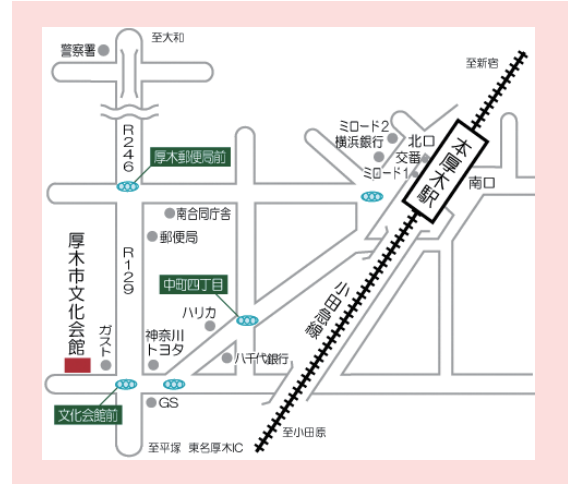 至大和
警察署
至新宿
ミロード2
横浜銀行
北口
交番
ミロード1
本厚木駅
南口
R246
厚木郵便局前
南合同庁舎
郵便局
R129
厚木市文化会館
中町四丁目
小田急線
ハリカ
ガスト
神奈川
トヨタ
八千代銀行
文化会館前
GS
至小田原
至平塚 東名厚木IC